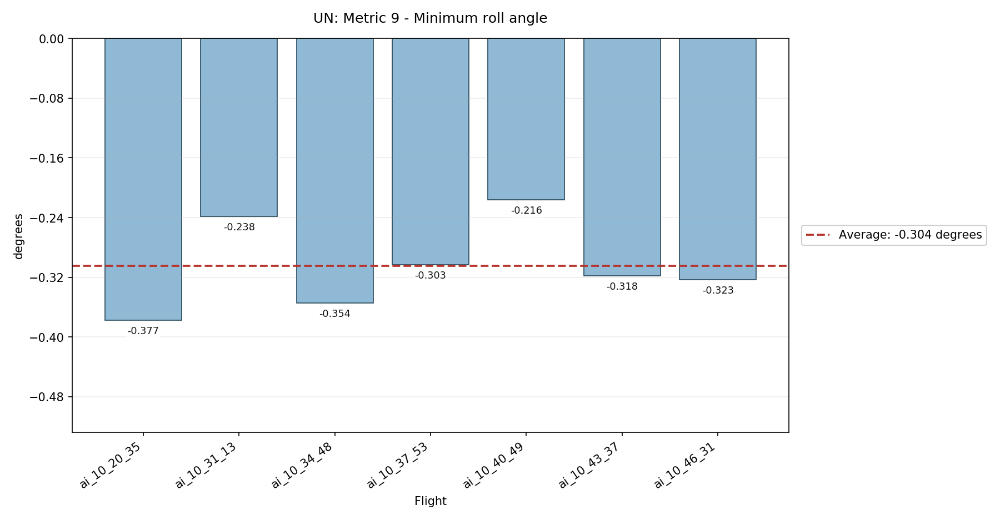 UN: Metric 9 - Minimum roll angle
0.00
−0.08
−0.16
−0.24
−0.32
−0.40
−0.48
degrees
-0.377
-0.238
-0.354
-0.303
-0.216
-0.318
-0.323
Average: -0.304 degrees
ai_10_20_35
ai_10_31_13
ai_10_34_48
ai_10_37_53
ai_10_40_49
ai_10_43_37
ai_10_46_31
Flight